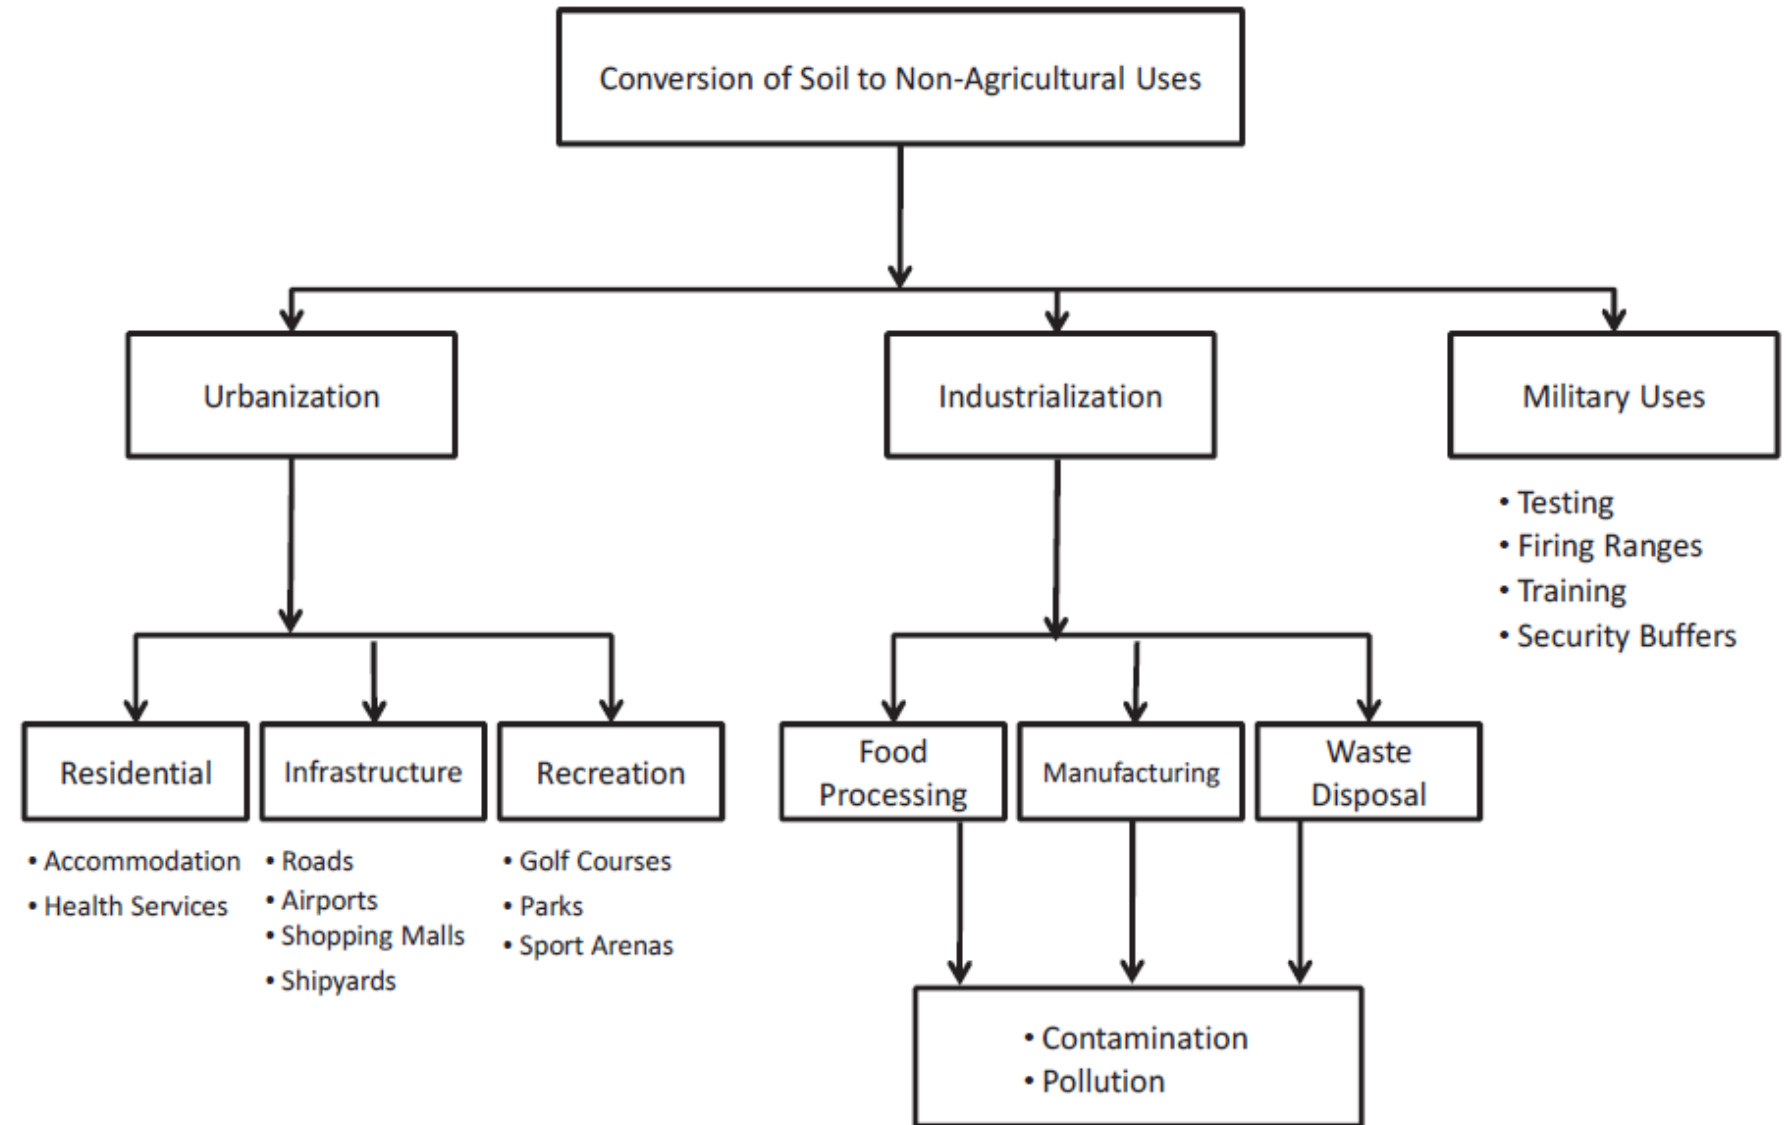 Conversion of Soil to Non-Agricultural Uses
Urbanization
Industrialization
Military Uses
• Testing
• Firing Ranges
• Training
• Security Buffers
Residential
Infrastructure
Recreation
Food
Processing
Manufacturing
Waste
Disposal
• Accommodation
• Health Services
• Roads
• Airports
• Shopping Malls
• Shipyards
• Golf Courses
• Parks
• Sport Arenas
• Contamination
• Pollution